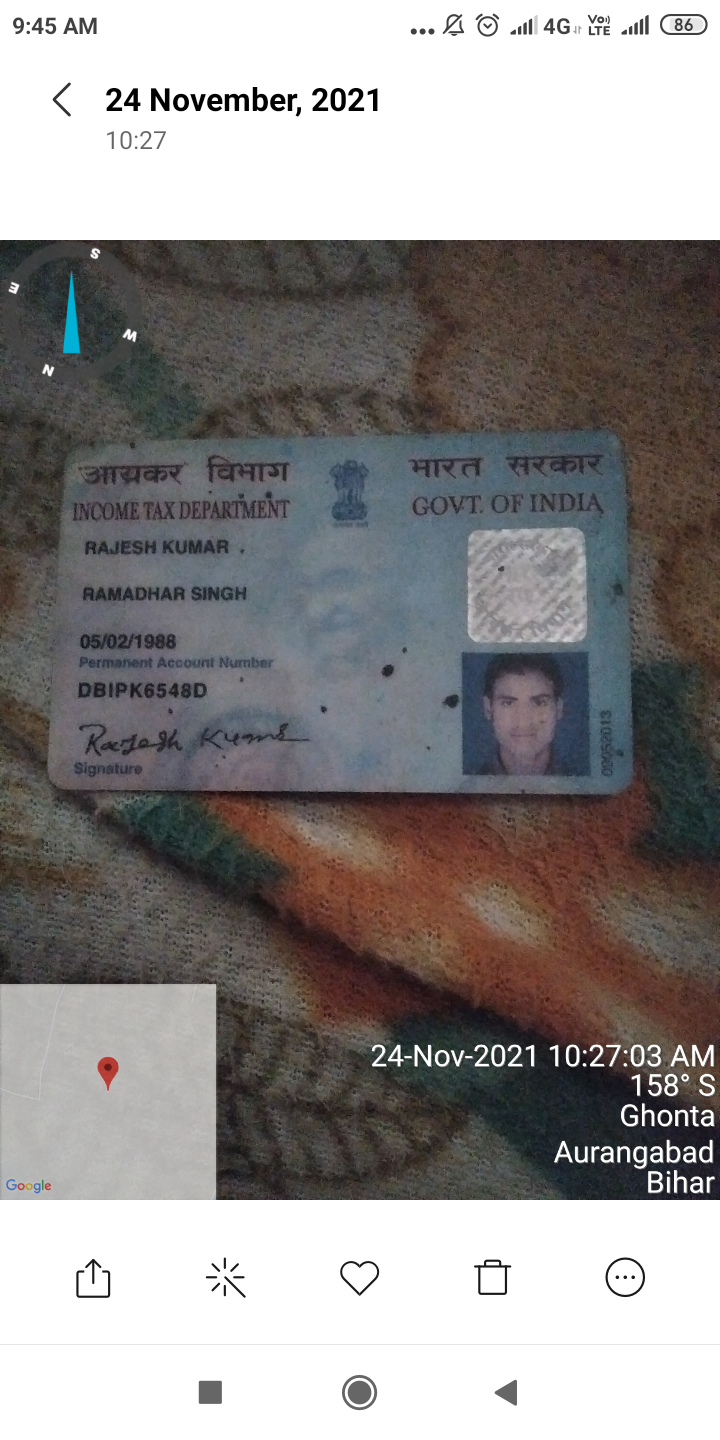 9:45 AM
4G
Vo))
LTE
86
24 November, 2021
10:27
S
E
W
N
आयकर विभाग
भारत सरकार
INCOME TAX DEPARTMENT
GOVT. OF INDIA
RAJESH KUMAR
RAMADHAR SINGH
05/02/1988
Permanent Account Number
DBIPK6548D
Rajesh Kumar
Signature
09052013
24-Nov-2021 10:27:03 AM
158° S
Ghonta
Aurangabad
Bihar
Google